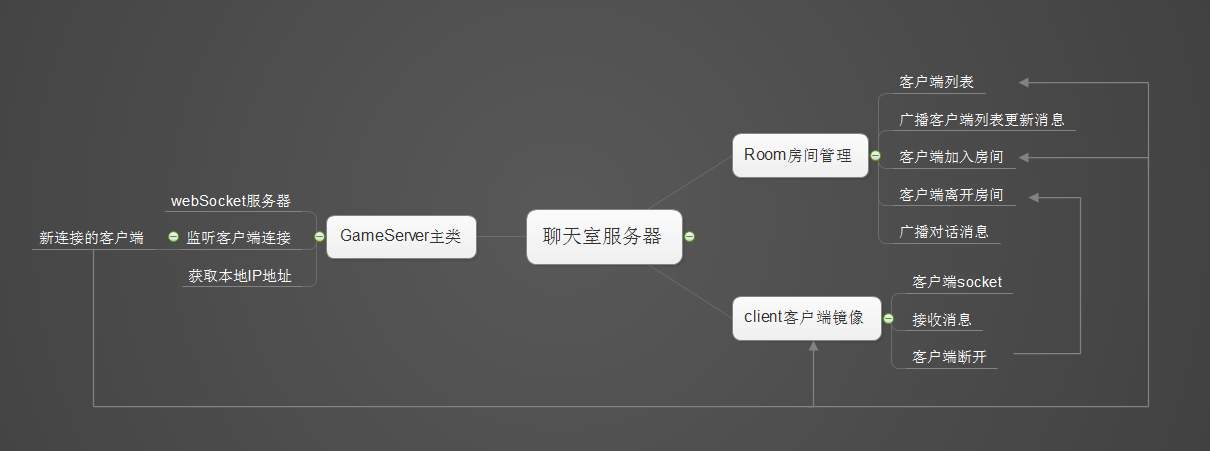 聊天室服务器
GameServer主类
webSocket服务器
监听客户端连接
新连接的客户端
获取本地IP地址
Room房间管理
客户端列表
广播客户端列表更新消息
客户端加入房间
客户端离开房间
广播对话消息
client客户端镜像
客户端socket
接收消息
客户端断开